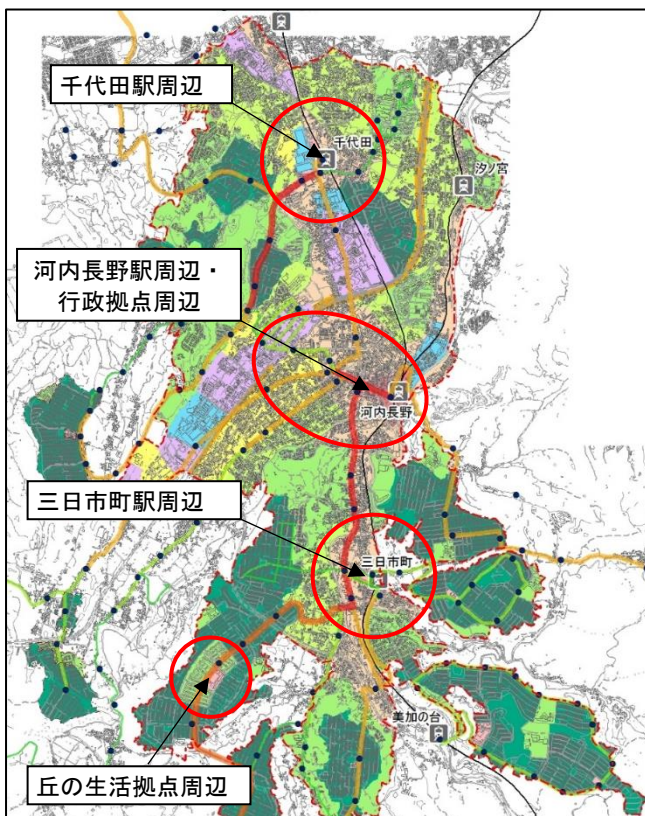 千代田駅周辺
千代田
汐ノ宮
河内長野駅周辺・
行政拠点周辺
河内長野
三日市町駅周辺
三日市町
美加の台
丘の生活拠点周辺